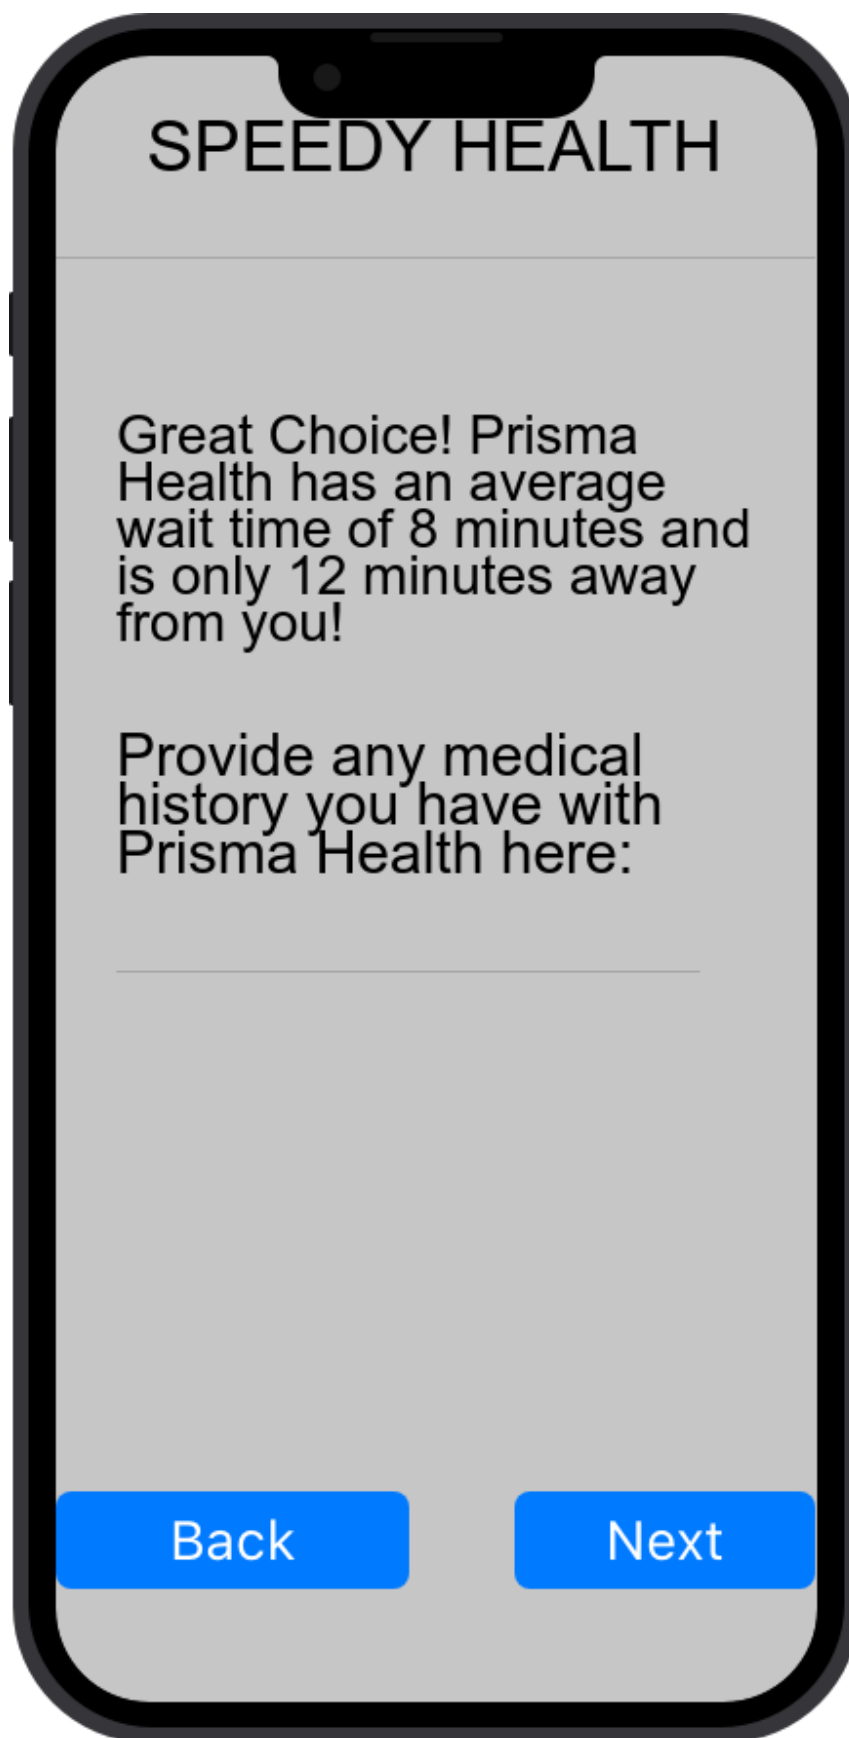 SPEEDY HEALTH
Great Choice! Prisma
Health has an average
wait time of 8 minutes and
is only 12 minutes away
from you!
Provide any medical
history you have with
Prisma Health here:
Back
Next